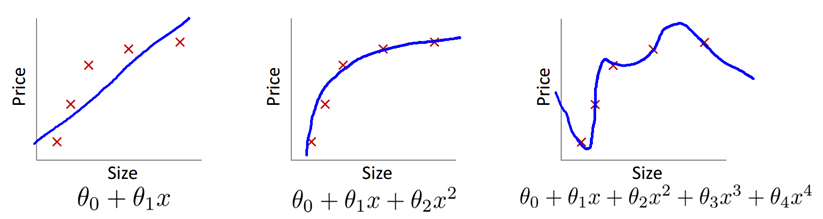 Price
Size
θ₀ + θ₁x
Price
Size
θ₀ + θ₁x + θ₂x²
Price
Size
θ₀ + θ₁x + θ₂x² + θ₃x³ + θ₄x⁴